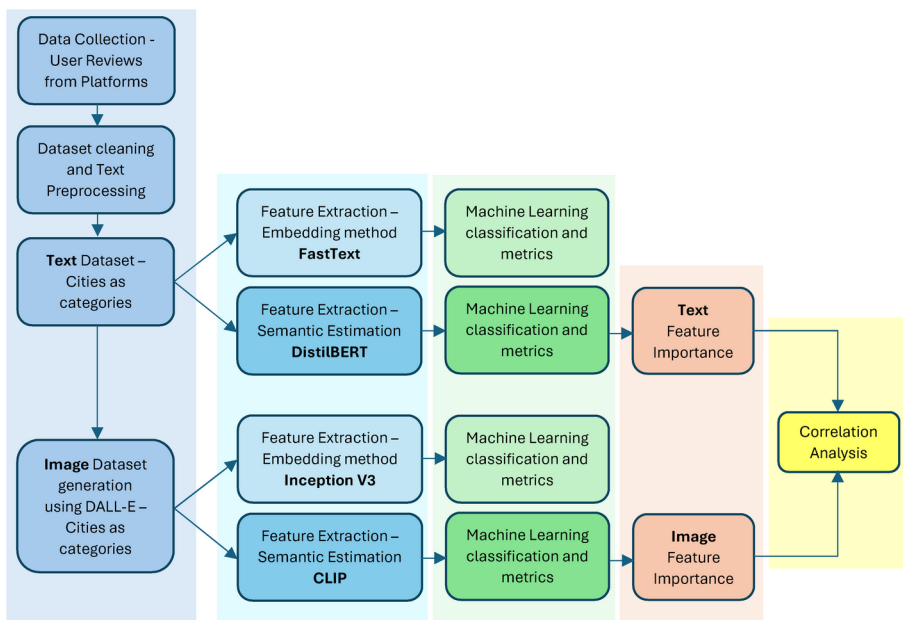 Data Collection -
User Reviews
from Platforms
Dataset cleaning
and Text
Preprocessing
Text Dataset –
Cities as
categories
Image Dataset
generation
using DALL-E –
Cities as
categories
Feature Extraction –
Embedding method
FastText
Feature Extraction –
Semantic Estimation
DistilBERT
Feature Extraction –
Embedding method
Inception V3
Feature Extraction –
Semantic Estimation
CLIP
Machine Learning
classification and
metrics
Machine Learning
classification and
metrics
Machine Learning
classification and
metrics
Machine Learning
classification and
metrics
Text
Feature
Importance
Image
Feature
Importance
Correlation
Analysis